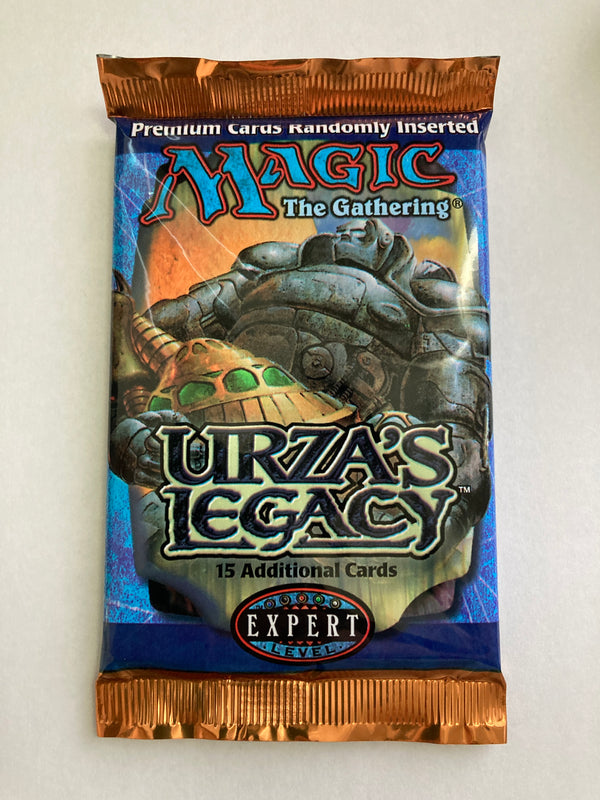 Premium Cards Randomly Inserted
MAGIC
The Gathering®
URZA'S
LEGACY™
15 Additional Cards
EXPERT
LEVEL